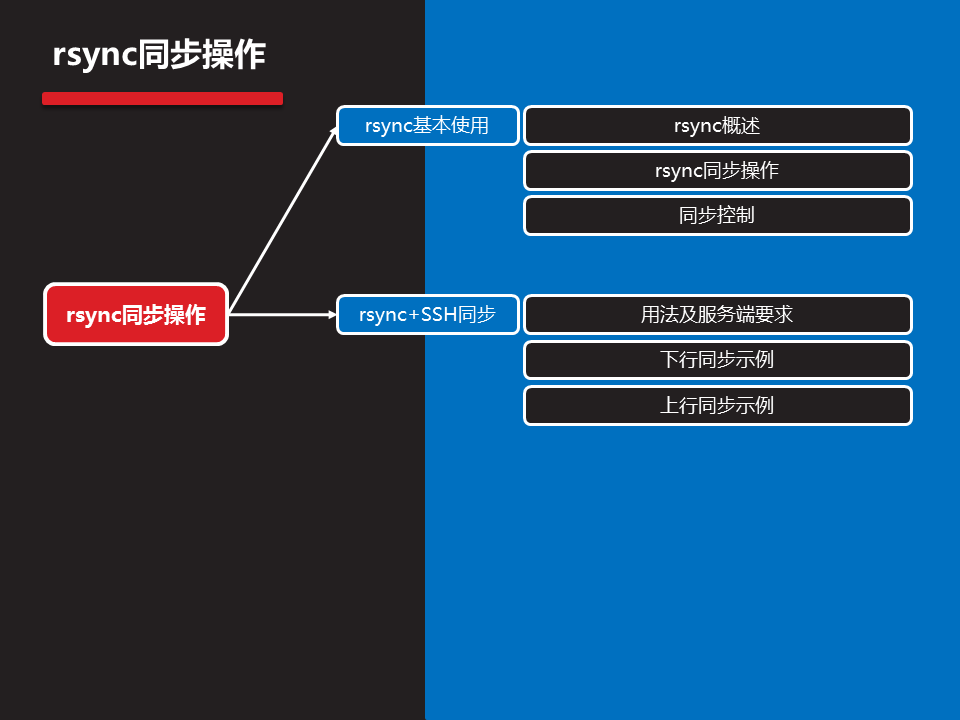 rsync同步操作
rsync基本使用
rsync概述
rsync同步操作
同步控制
rsync同步操作
rsync+SSH同步
用法及服务端要求
下行同步示例
上行同步示例